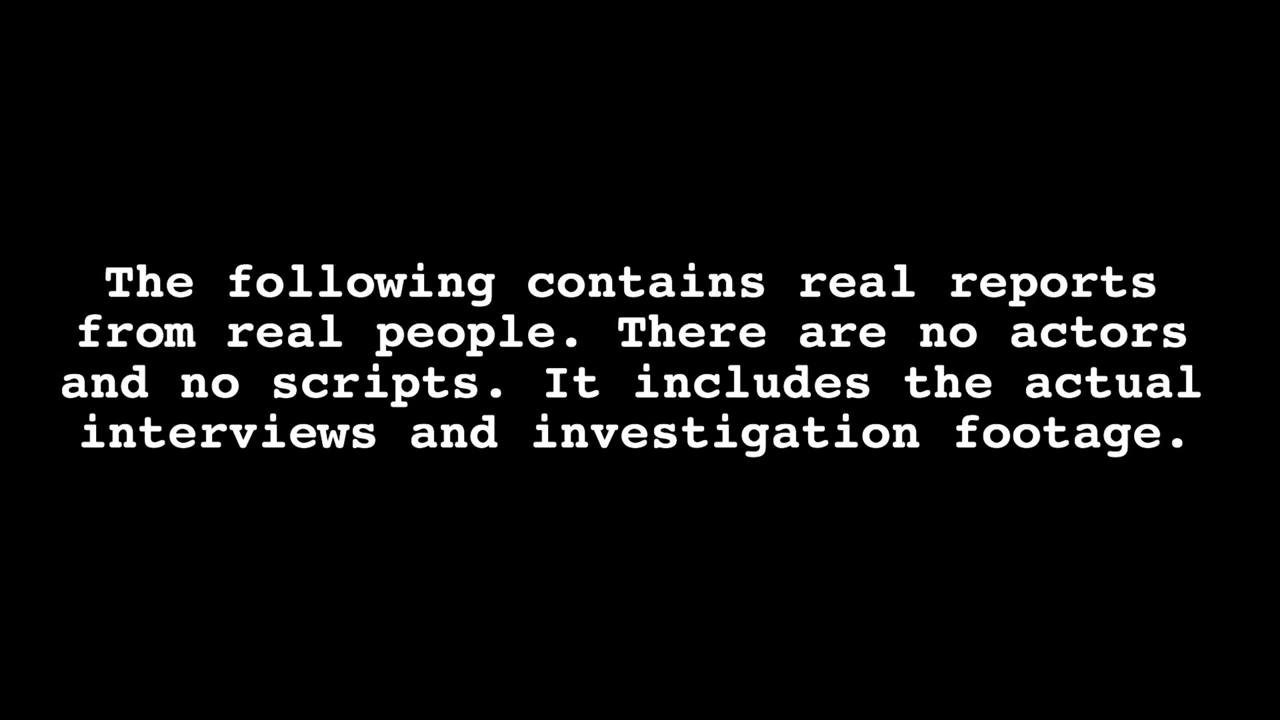 The following contains real reports
from real people. There are no actors
and no scripts. It includes the actual
interviews and investigation footage.